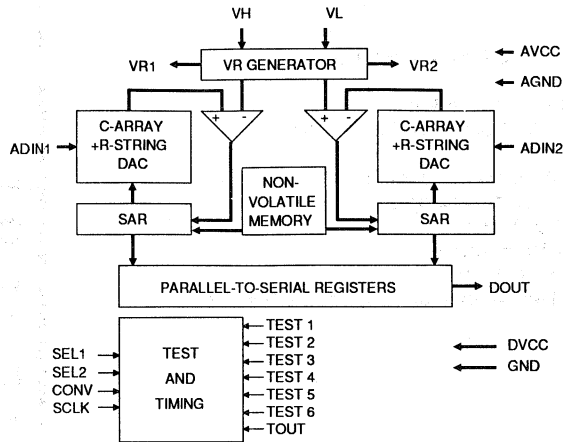 VH
VL
VR1
VR GENERATOR
VR2
AVCC
AGND
C-ARRAY
+R-STRING
DAC
+ -
- +
C-ARRAY
+R-STRING
DAC
ADIN1
ADIN2
NON-
VOLATILE
MEMORY
SAR
SAR
PARALLEL-TO-SERIAL REGISTERS
DOUT
SEL1
SEL2
CONV
SCLK
TEST
AND
TIMING
TEST 1
TEST 2
TEST 3
TEST 4
TEST 5
TEST 6
TOUT
DVCC
GND